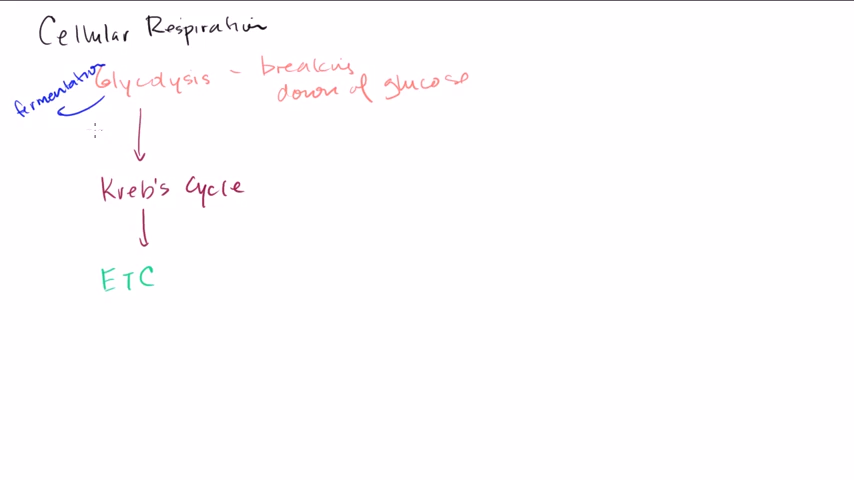 Cellular Respiration
fermentation
Glycolysis - breaking
down of glucose
Kreb's Cycle
ETC